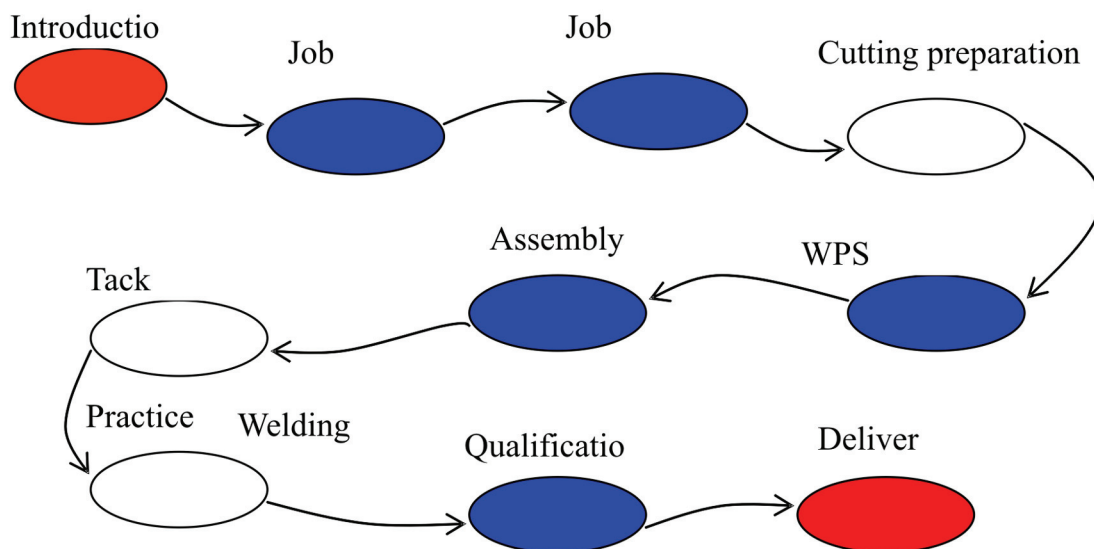 Introductio
Job
Job
Cutting preparation
Assembly
WPS
Tack
Practice
Welding
Qualificatio
Deliver